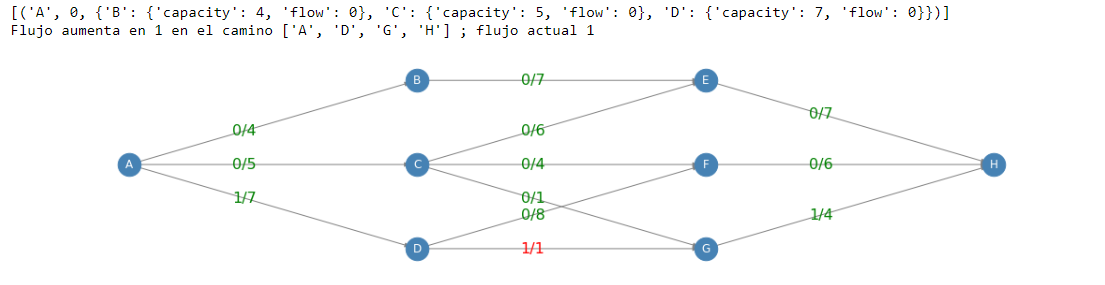 [('A', 0, {'B': {'capacity': 4, 'flow': 0}, 'C': {'capacity': 5, 'flow': 0}, 'D': {'capacity': 7, 'flow': 0}})]
Flujo aumenta en 1 en el camino ['A', 'D', 'G', 'H'] ; flujo actual 1
B 0/7 E
0/7
0/4 0/6
A 0/5 C 0/4 F 0/6 H
1/7 0/1
0/8 1/4
D 1/1 G